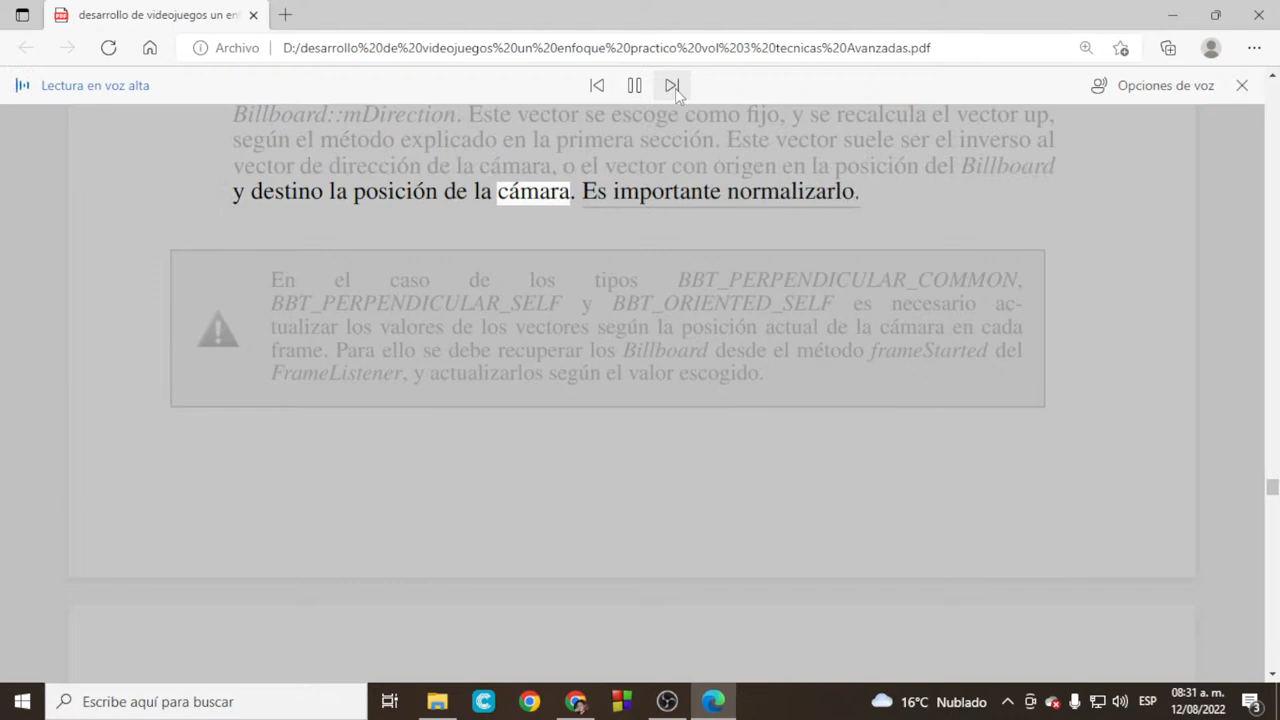 desarrollo de videojuegos un en
Archivo D:/desarrollo%20de%20videojuegos%20un%20enfoque%20practico%20vol%203%20tecnicas%20Avanzadas.pdf
Lectura en voz alta
Opciones de voz
Billboard::mDirection. Este vector se escoge como fijo, y se recalcula el vector up,
según el método explicado en la primera sección. Este vector suele ser el inverso al
vector de dirección de la cámara, o el vector con origen en la posición del Billboard
y destino la posición de la cámara. Es importante normalizarlo.
En el caso de los tipos BBT_PERPENDICULAR_COMMON,
BBT_PERPENDICULAR_SELF y BBT_ORIENTED_SELF es necesario ac-
tualizar los valores de los vectores según la posición actual de la cámara en cada
frame. Para ello se debe recuperar los Billboard desde el método frameStarted del
FrameListener, y actualizarlos según el valor escogido.
Escribe aquí para buscar
16°C Nublado
ESP
08:31 a. m.
12/08/2022
3